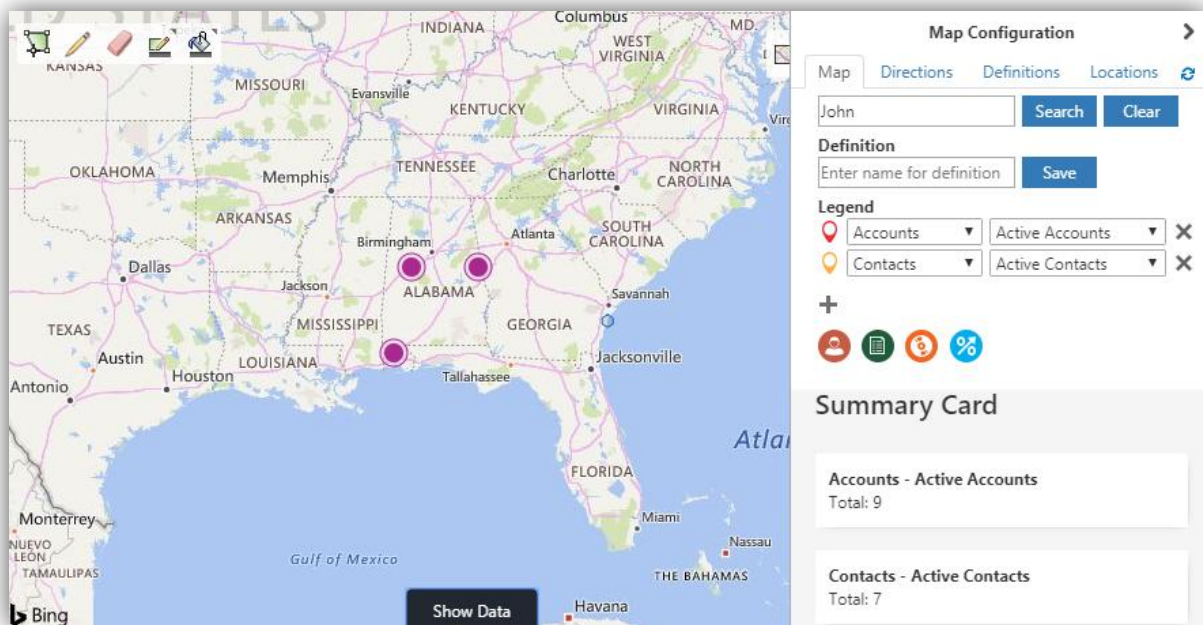 D STATES
Columbus
INDIANA
MD.
WEST
VIRGINIA
KANSAS
MISSOURI
Evansville
KENTUCKY
VIRGINIA
TENNESSEE
NORTH
CAROLINA
OKLAHOMA
Memphis
Charlotte
ARKANSAS
SOUTH
CAROLINA
Birmingham
Atlanta
Dallas
ALABAMA
Jackson
Savannah
MISSISSIPPI
GEORGIA
TEXAS
Austin
LOUISIANA
Jacksonville
Houston
Tallahassee
Antonio
Atla
FLORIDA
Monterrey
Miami
NUEVO
LEÓN
Nassau
TAMAULIPAS
Gulf of Mexico
THE BAHAMAS
Bing
Show Data
Havana
Map Configuration
Map Directions Definitions Locations
John Search Clear
Definition
Enter name for definition Save
Legend
Accounts Active Accounts
Contacts Active Contacts
Summary Card
Accounts - Active Accounts
Total: 9
Contacts - Active Contacts
Total: 7